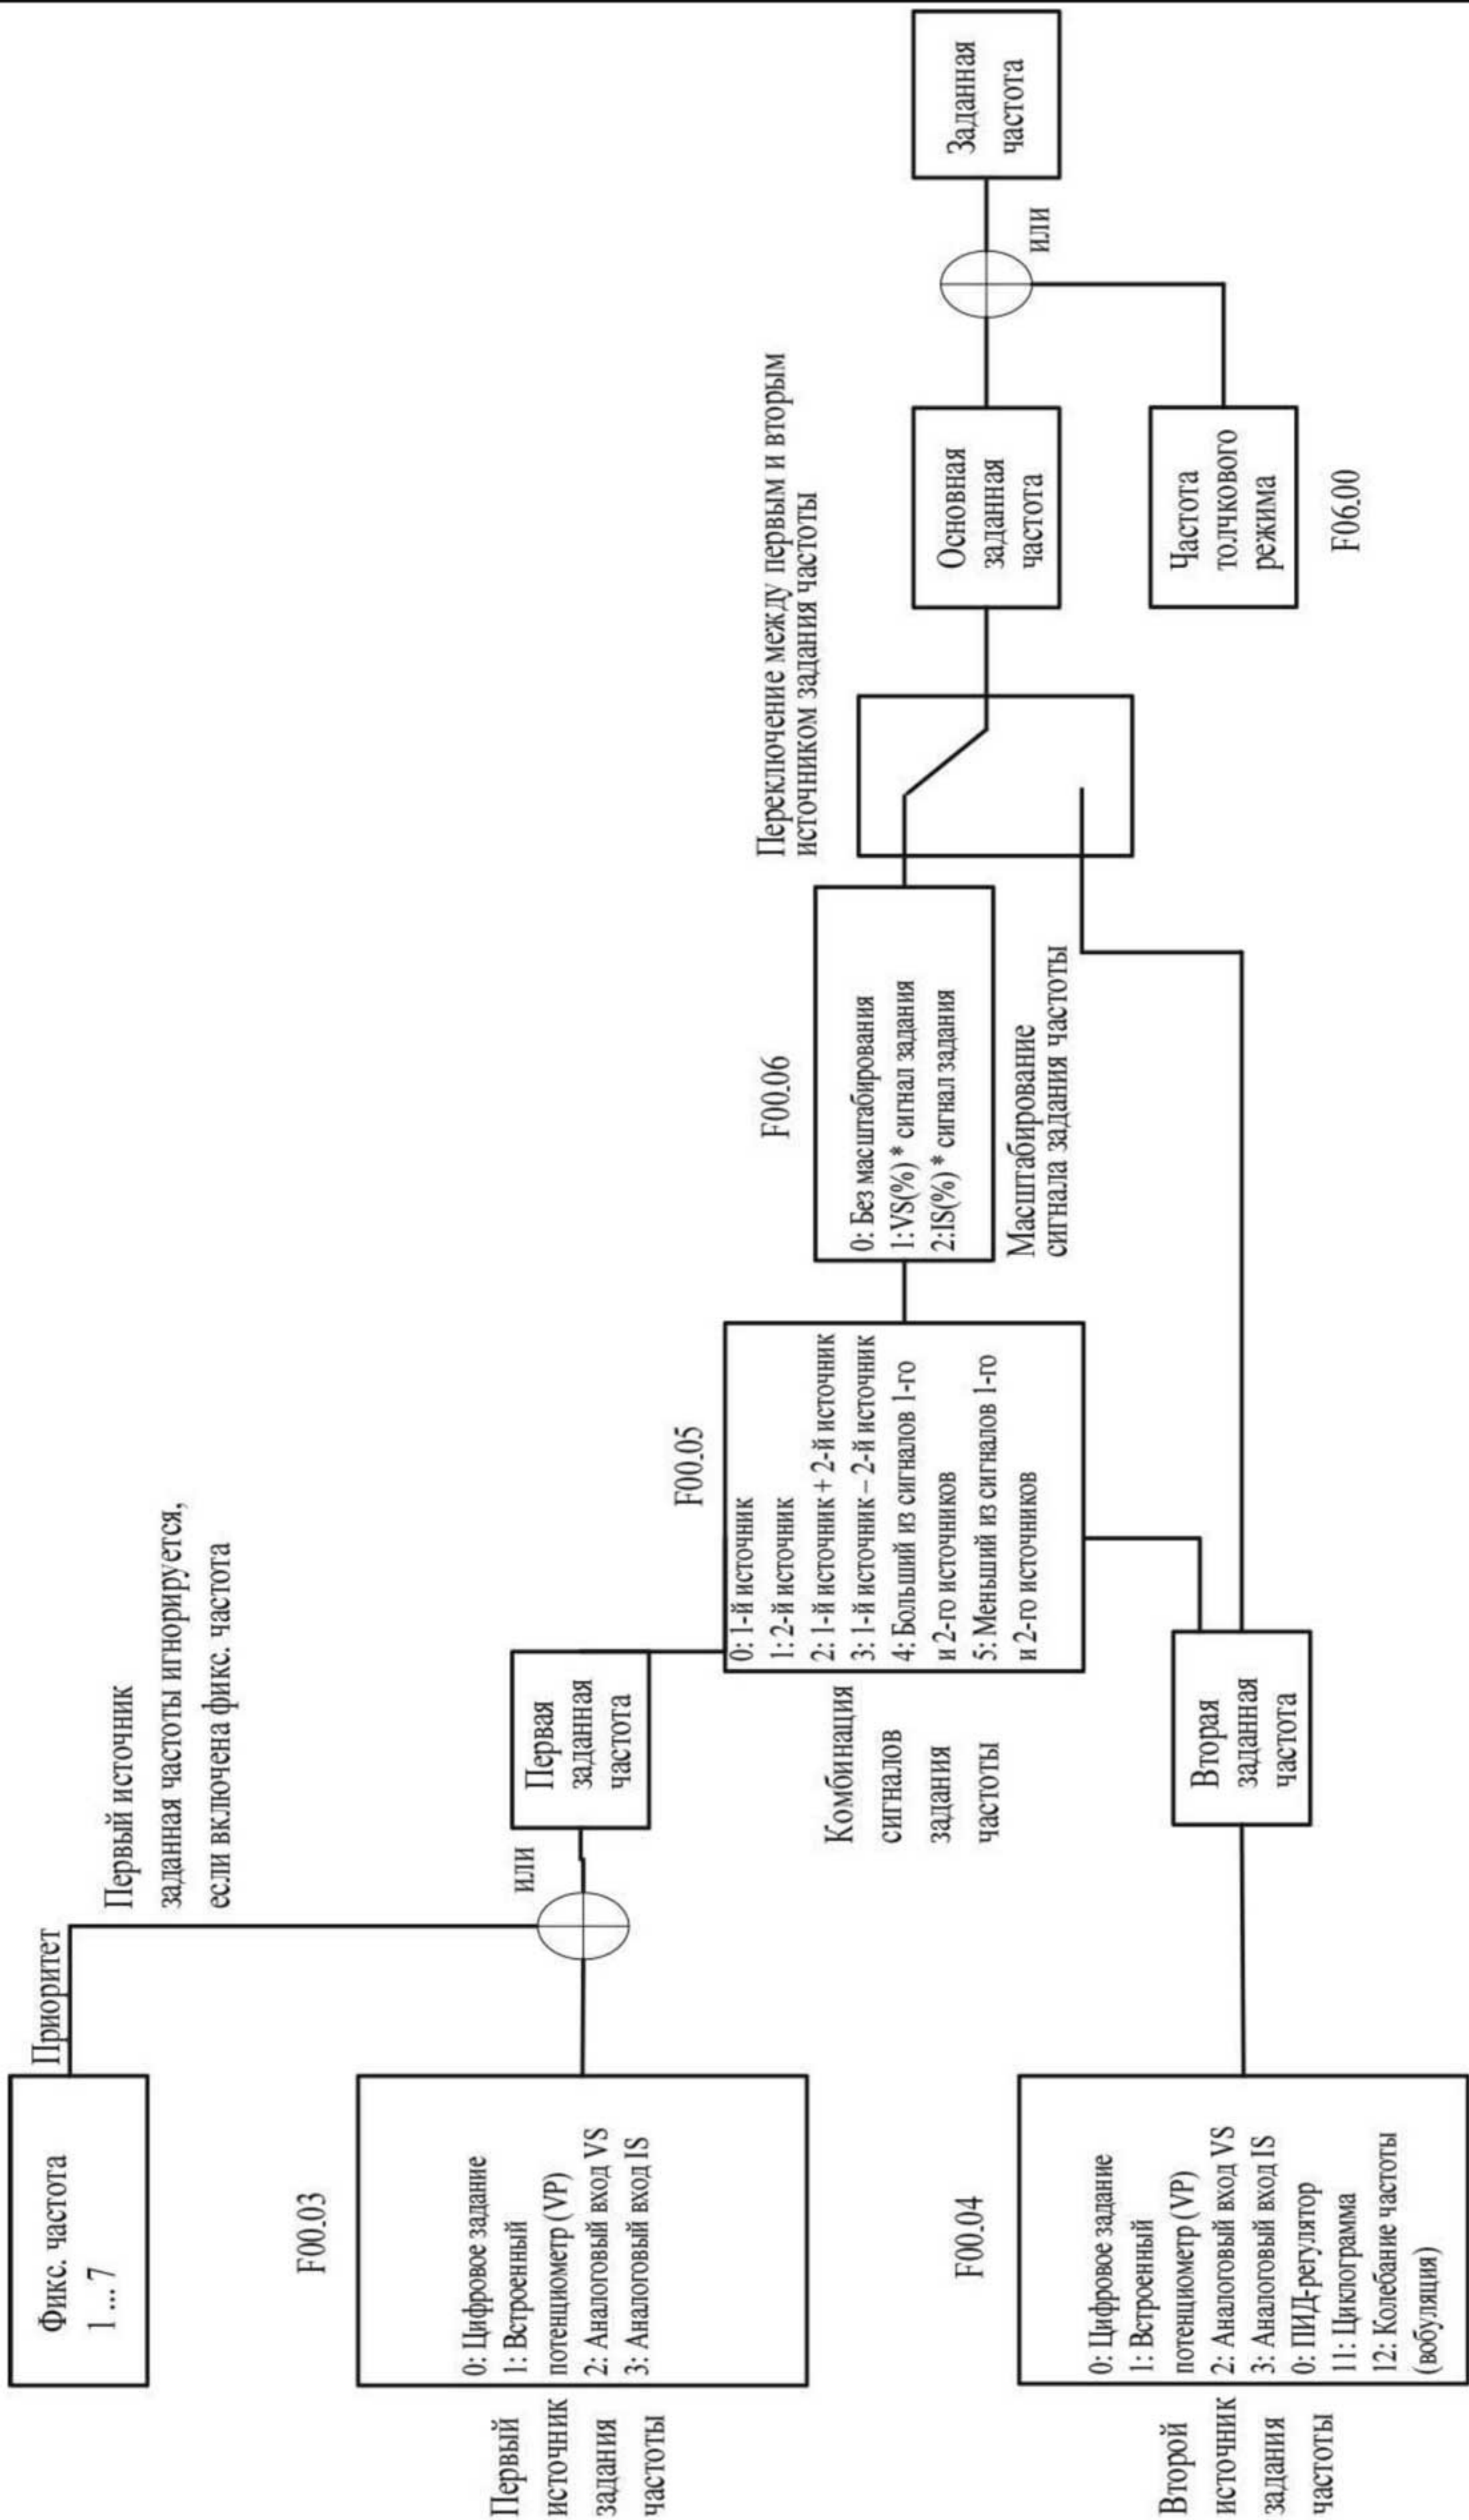 Фикс. частота
1 ... 7
Приоритет
Первый источник
заданная частоты игнорируется,
если включена фикс. частота
F00.03
Первый
источник
задания
частоты
0: Цифровое задание
1: Встроенный
потенциометр (VP)
2: Аналоговый вход VS
3: Аналоговый вход IS
или
Первая
заданная
частота
F00.05
0: 1-й источник
1: 2-й источник
2: 1-й источник + 2-й источник
3: 1-й источник – 2-й источник
4: Больший из сигналов 1-го
и 2-го источников
5: Меньший из сигналов 1-го
и 2-го источников
Комбинация
сигналов
задания
частоты
F00.06
0: Без масштабирования
1:VS(%) * сигнал задания
2:IS(%) * сигнал задания
Масштабирование
сигнала задания частоты
Переключение между первым и вторым
источником задания частоты
Основная
заданная
частота
или
Заданная
частота
Частота
толчкового
режима
F06.00
F00.04
Второй
источник
задания
частоты
0: Цифровое задание
1: Встроенный
потенциометр (VP)
2: Аналоговый вход VS
3: Аналоговый вход IS
0: ПИД-регулятор
11: Циклограмма
12: Колебание частоты
(вобуляция)
Вторая
заданная
частота